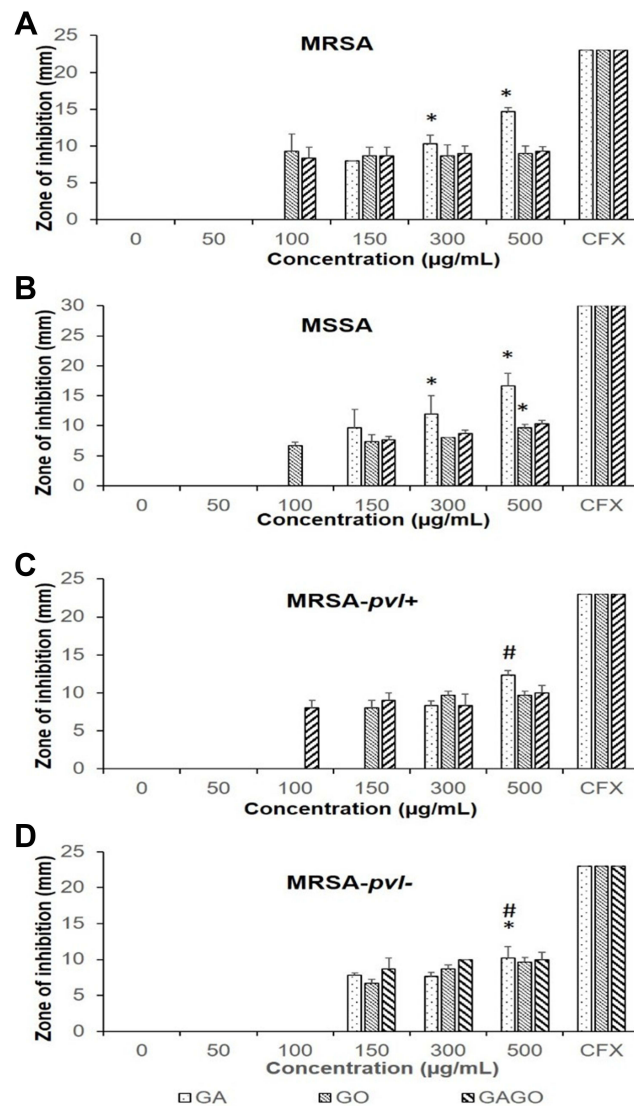 A
MRSA
Zone of inhibition (mm)
25
20
15
10
5
0
* *
0 50 100 150 300 500 CFX
Concentration (µg/mL)
B
MSSA
Zone of inhibition (mm)
30
25
20
15
10
5
0
* * *
0 50 100 150 300 500 CFX
Concentration (µg/mL)
C
MRSA-pvl+
Zone of inhibition (mm)
25
20
15
10
5
0
#
0 50 100 150 300 500 CFX
Concentration (µg/mL)
D
MRSA-pvl-
Zone of inhibition (mm)
25
20
15
10
5
0
#
*
0 50 100 150 300 500 CFX
Concentration (µg/mL)
GA GO GAGO